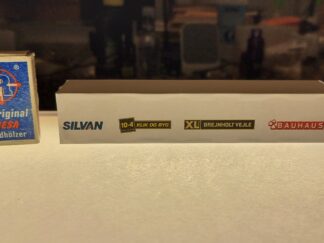 Original
SILVAN
10-4 KLIK OG BYG
XL BREJNHOLT VEJLE
BAUHAUS